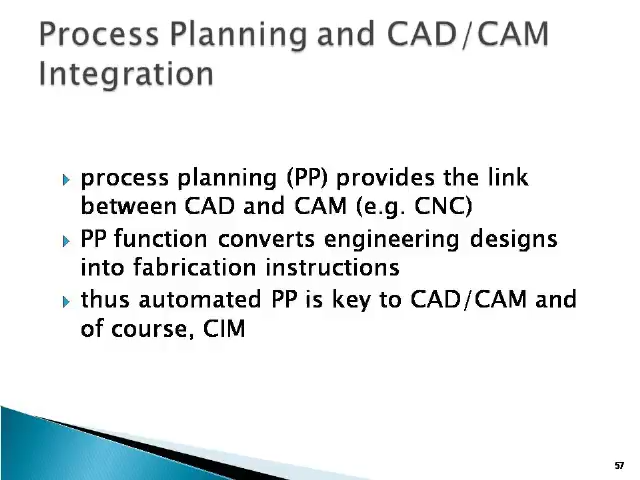 Process Planning and CAD/CAM
Integration
process planning (PP) provides the link
between CAD and CAM (e.g. CNC)
PP function converts engineering designs
into fabrication instructions
thus automated PP is key to CAD/CAM and
of course, CIM
57